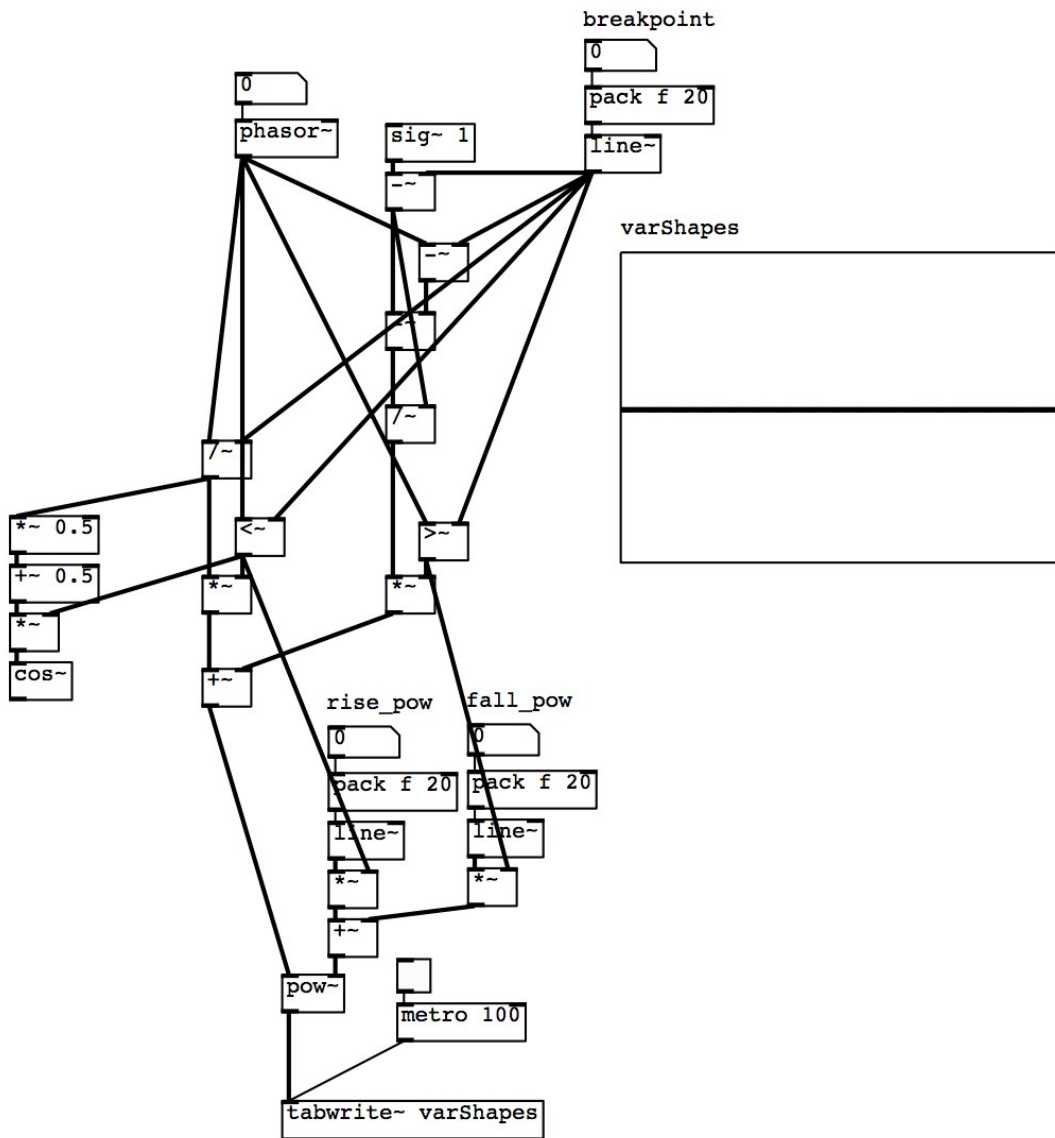 breakpoint
0
0
pack f 20
phasor~
sig~ 1
line~
-~
varShapes
-~
-~
/~
/~
*~ 0.5
<~
>~
+~ 0.5
*~
*~
*~
cos~
+~
rise_pow
fall_pow
0
0
pack f 20
pack f 20
line~
line~
*~
*~
+~
pow~
metro 100
tabwrite~ varShapes